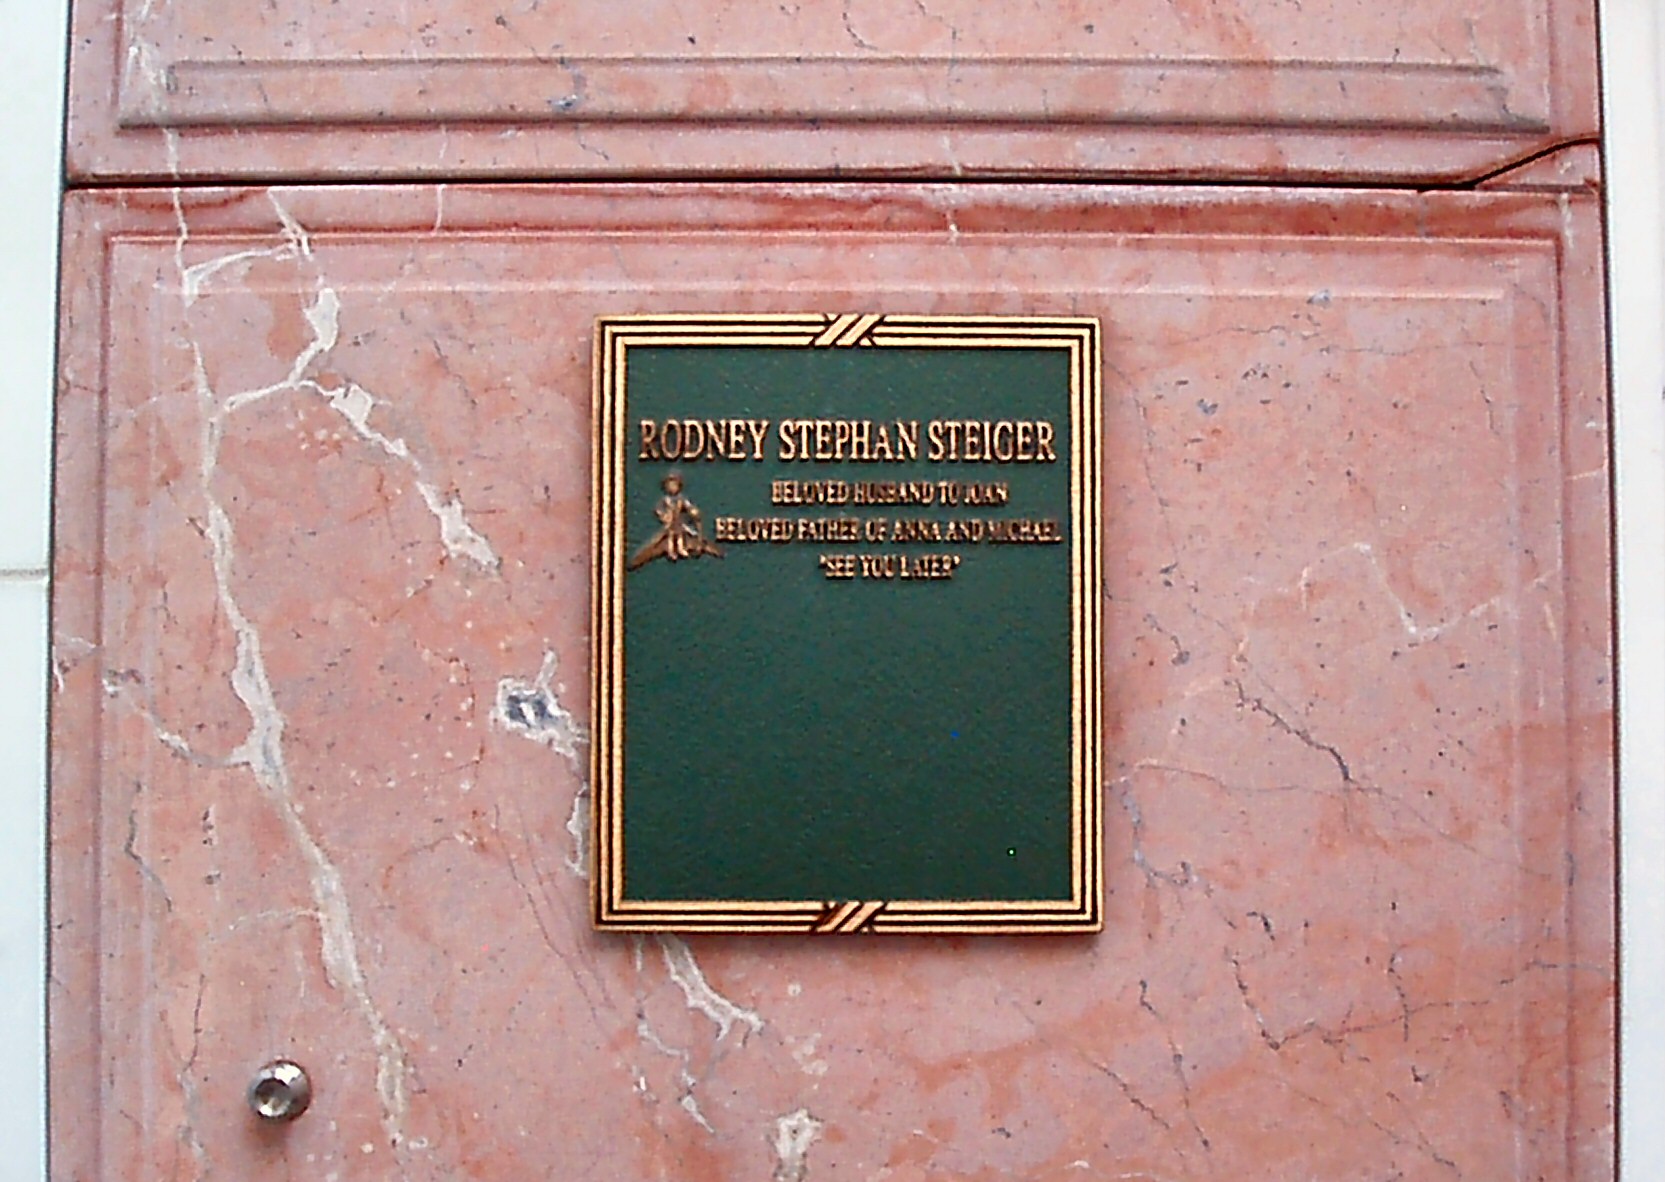 RODNEY STEPHAN STEIGER
BELOVED HUSBAND TO JOAN
BELOVED FATHER OF ANNA AND MICHAEL
"SEE YOU LATER"